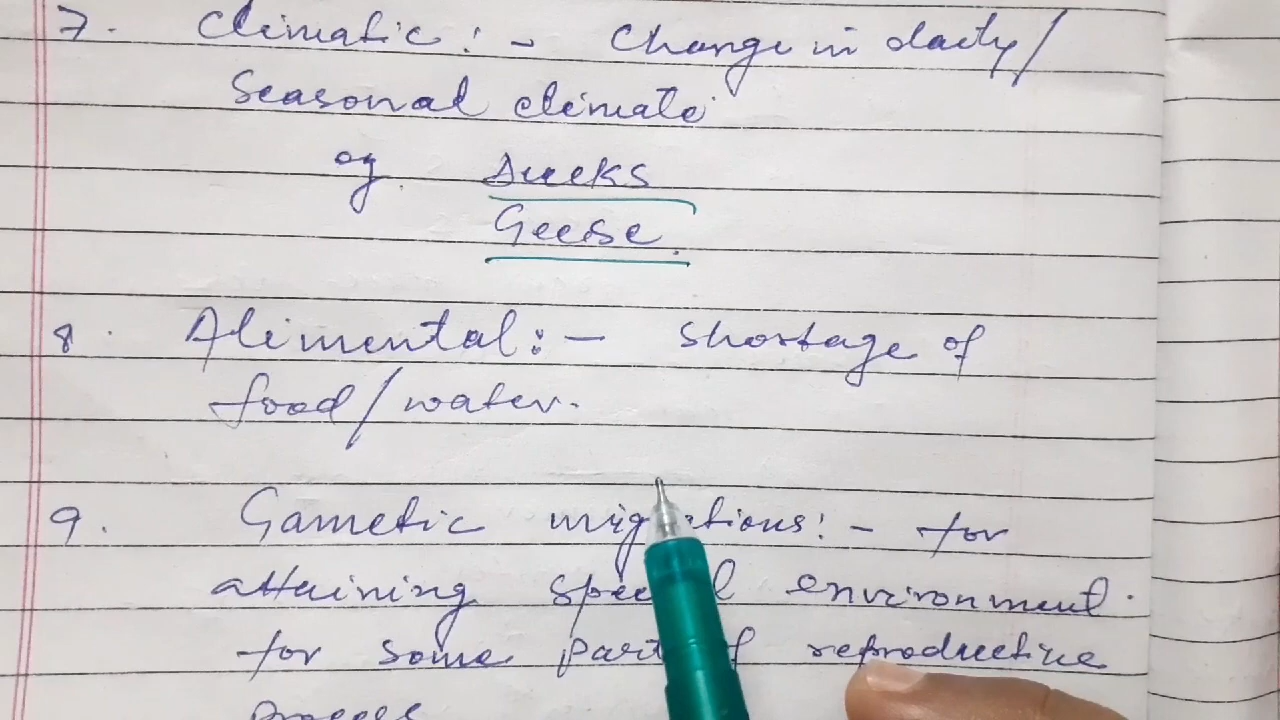 7. Climatic :- Change in daily/
Seasonal climate
eg. Ducks
Geese.
8. Alimental :- Shortage of
food/water.
9. Gametic migrations :- for
attaining special environment.
for some part of reproductive
process